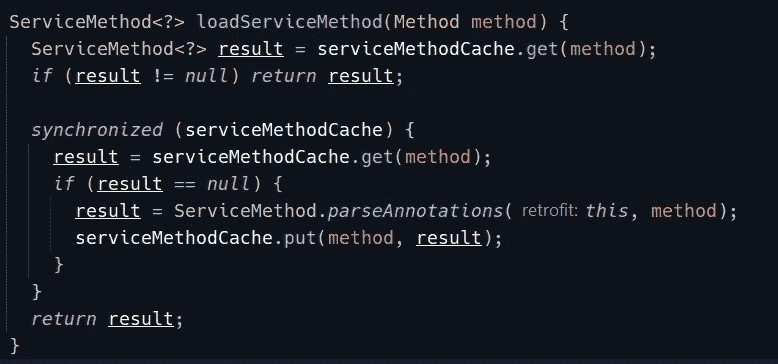 ServiceMethod<?> loadServiceMethod(Method method) {
ServiceMethod<?> result = serviceMethodCache.get(method);
if (result != null) return result;
synchronized (serviceMethodCache) {
result = serviceMethodCache.get(method);
if (result == null) {
result = ServiceMethod.parseAnnotations( retrofit: this, method);
serviceMethodCache.put(method, result);
}
}
return result;
}